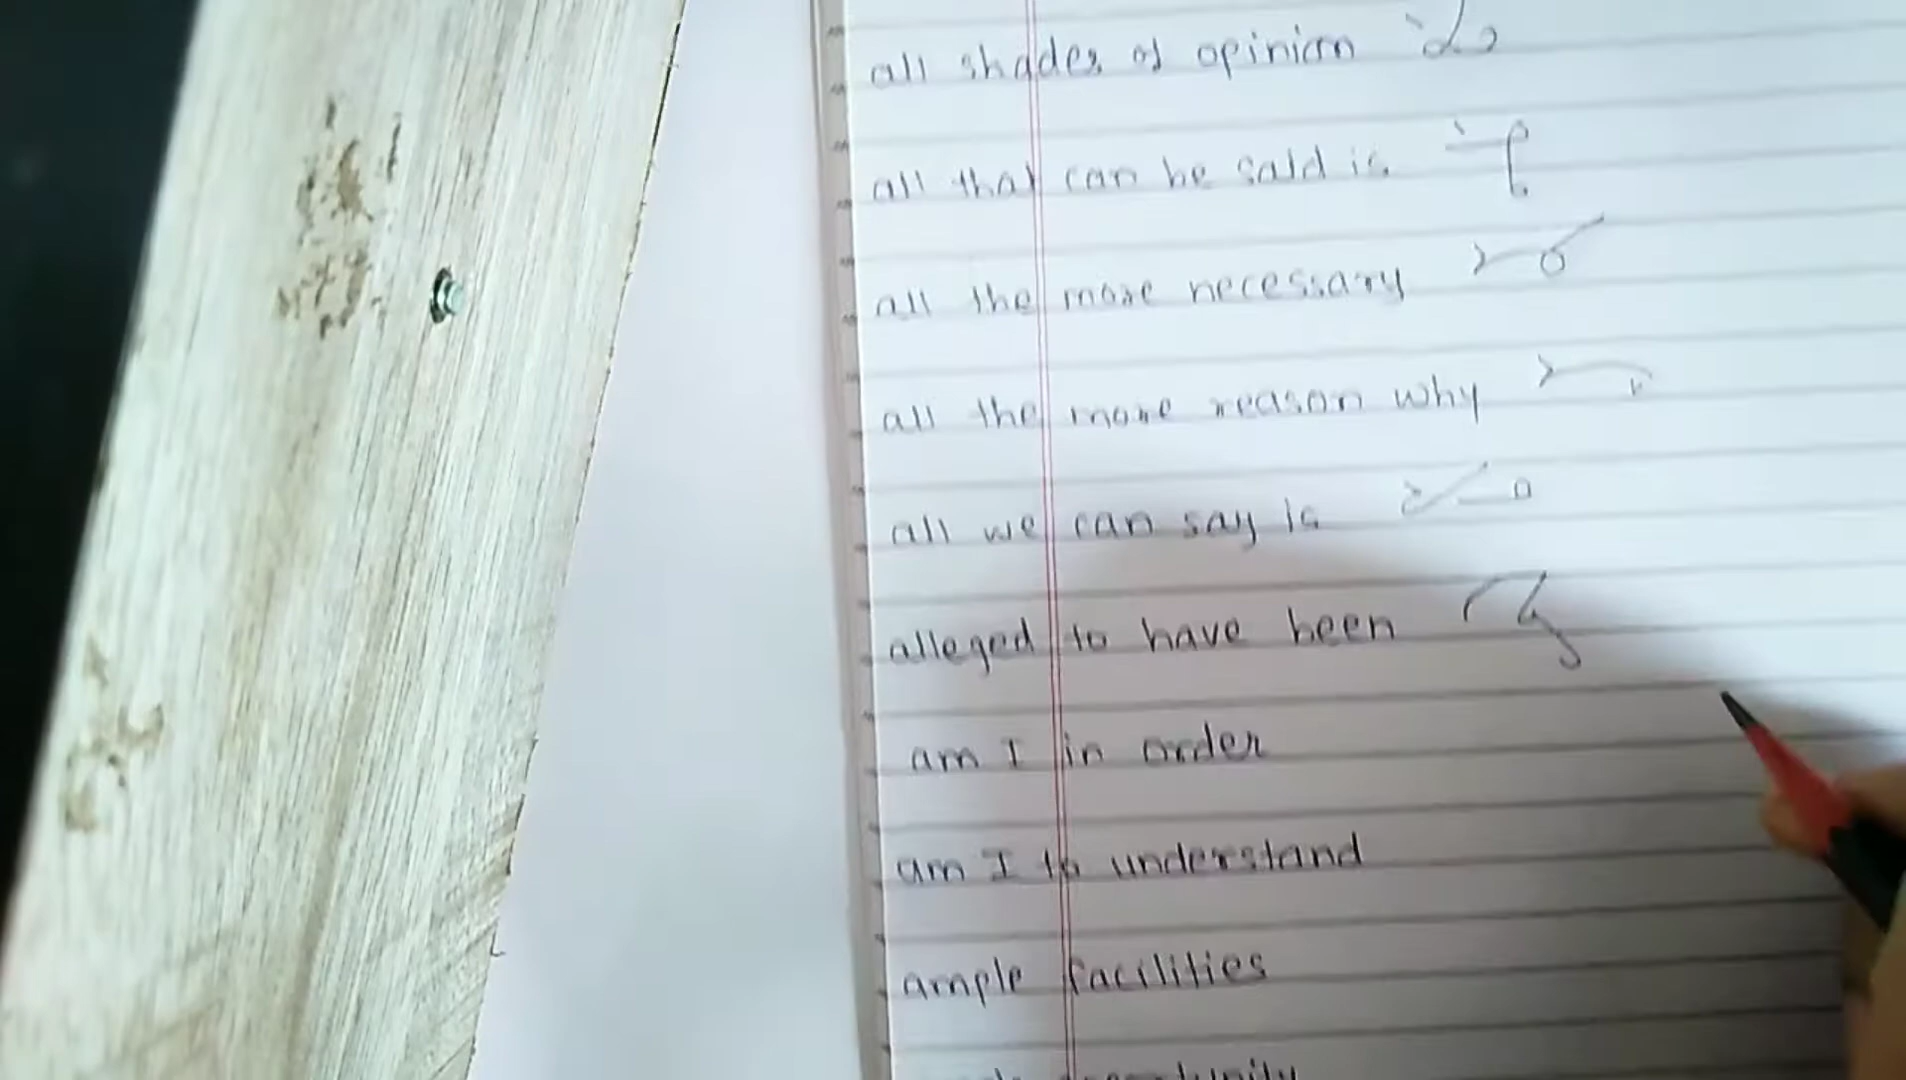 all shades of opinion
all that can be said is
all the more necessary
all the more reason why
all we can say is
alleged to have been
am I in order
am I to understand
ample facilities